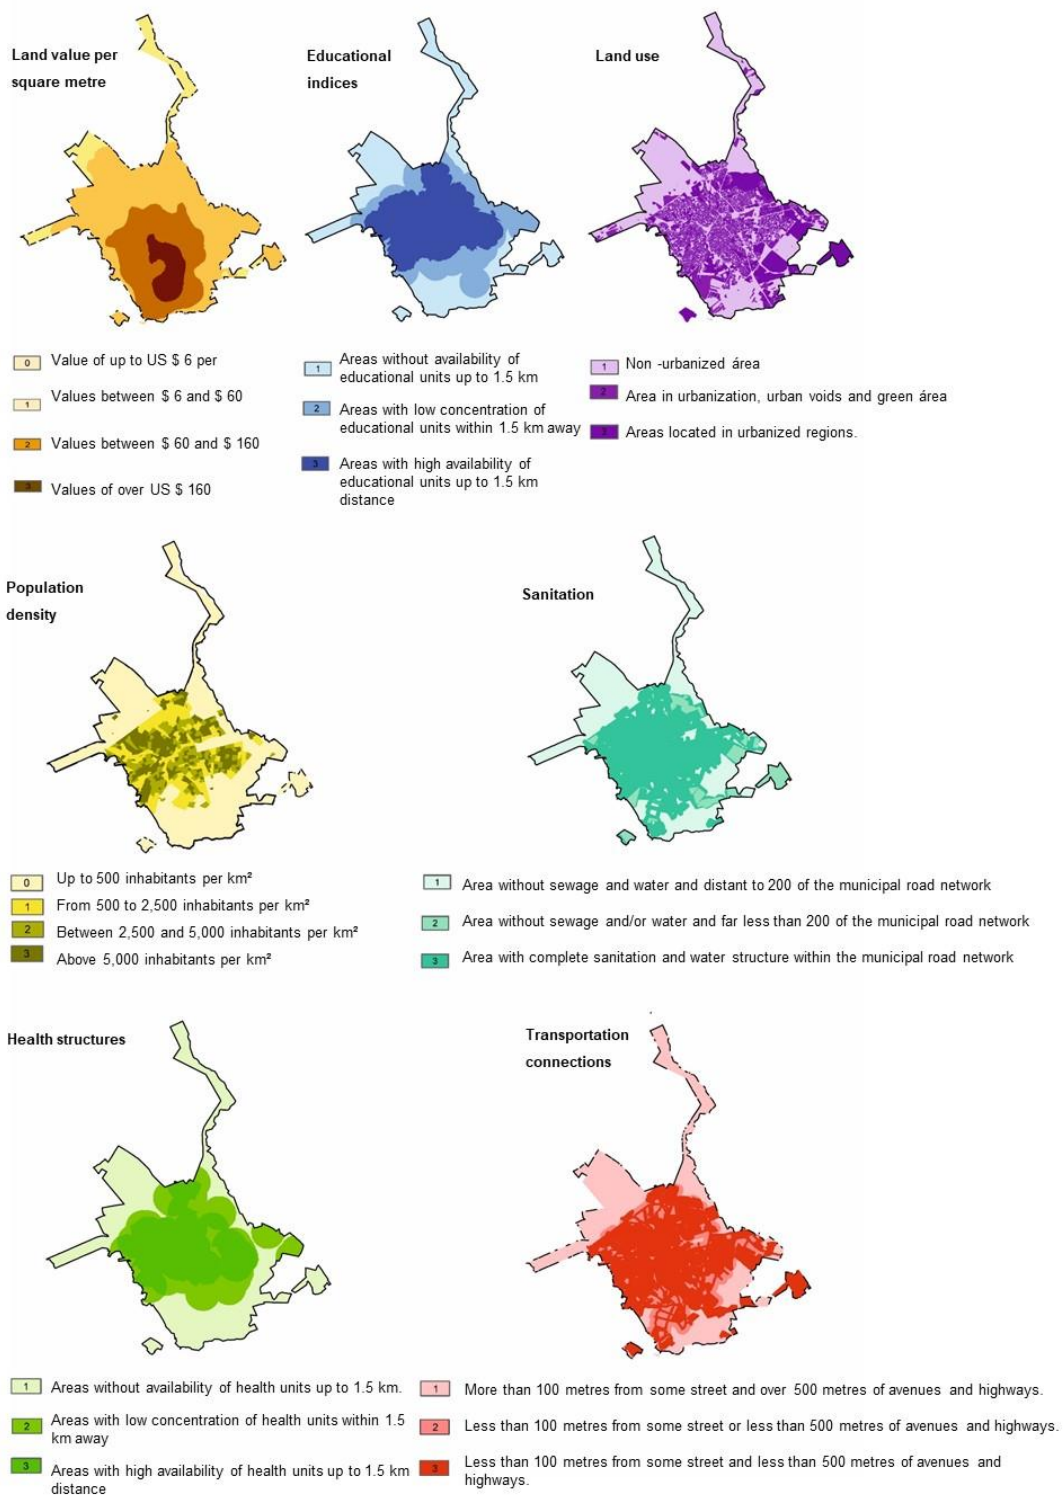 Land value per
square metre
Educational
indices
Land use
0 Value of up to US $ 6 per
1 Values between $ 6 and $ 60
2 Values between $ 60 and $ 160
3 Values of over US $ 160
1 Areas without availability of
educational units up to 1.5 km
2 Areas with low concentration of
educational units within 1.5 km away
3 Areas with high availability of
educational units up to 1.5 km
distance
1 Non -urbanized área
2 Area in urbanization, urban voids and green área
3 Areas located in urbanized regions.
Population
density
Sanitation
0 Up to 500 inhabitants per km²
1 From 500 to 2,500 inhabitants per km²
2 Between 2,500 and 5,000 inhabitants per km²
3 Above 5,000 inhabitants per km²
1 Area without sewage and water and distant to 200 of the municipal road network
2 Area without sewage and/or water and far less than 200 of the municipal road network
3 Area with complete sanitation and water structure within the municipal road network
Health structures
Transportation
connections
1 Areas without availability of health units up to 1.5 km.
2 Areas with low concentration of health units within 1.5
km away
3 Areas with high availability of health units up to 1.5 km
distance
1 More than 100 metres from some street and over 500 metres of avenues and highways.
2 Less than 100 metres from some street or less than 500 metres of avenues and highways.
3 Less than 100 metres from some street and less than 500 metres of avenues and
highways.